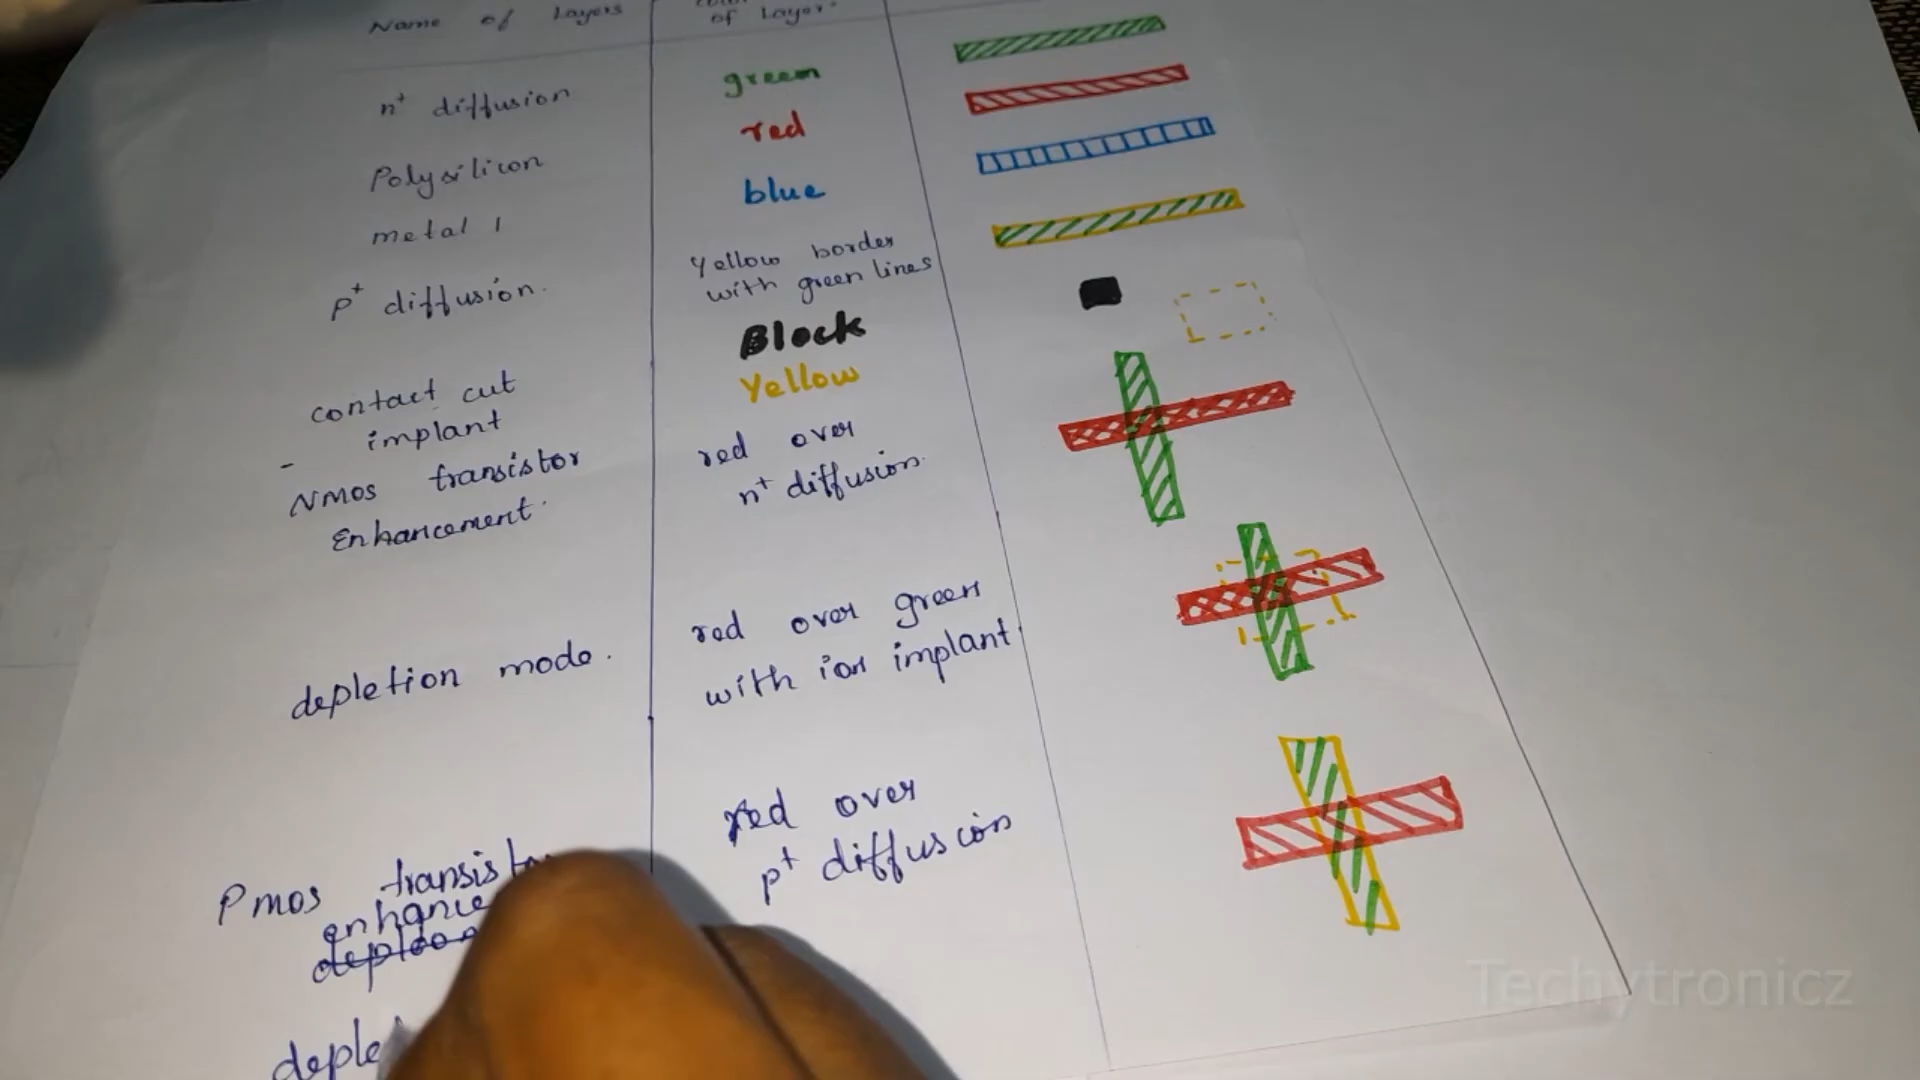 Name of Layers
of Layer
n+ diffusion
green
Polysilicon
red
metal 1
blue
p+ diffusion.
Yellow border
with green lines
contact cut
Block
implant
Yellow
- NMOS transistor
Enhancement.
red over
n+ diffusion.
depletion mode.
red over green
with ion implant
Pmos
enhance
red over
p+ diffusion
Techytronicz